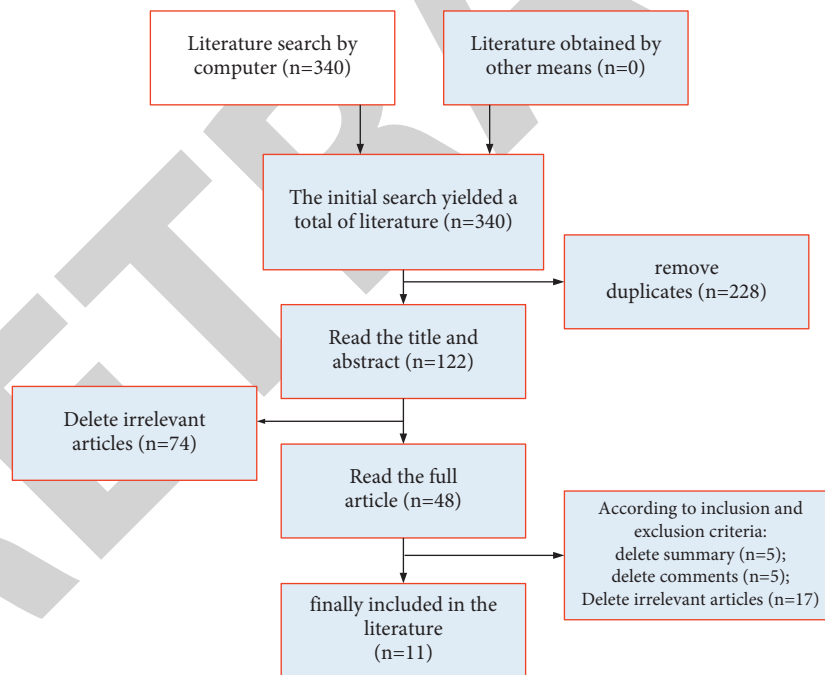 Literature search by
computer (n=340)
Literature obtained by
other means (n=0)
The initial search yielded a
total of literature (n=340)
remove
duplicates (n=228)
Read the title and
abstract (n=122)
Delete irrelevant
articles (n=74)
Read the full
article (n=48)
According to inclusion and
exclusion criteria:
delete summary (n=5);
delete comments (n=5);
Delete irrelevant articles (n=17)
finally included in the
literature
(n=11)